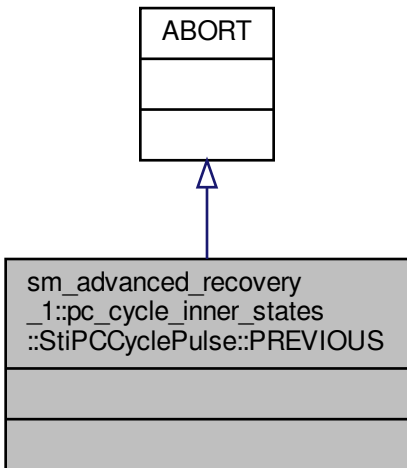 ABORT
sm_advanced_recovery
_1::pc_cycle_inner_states
::StiPCCyclePulse::PREVIOUS